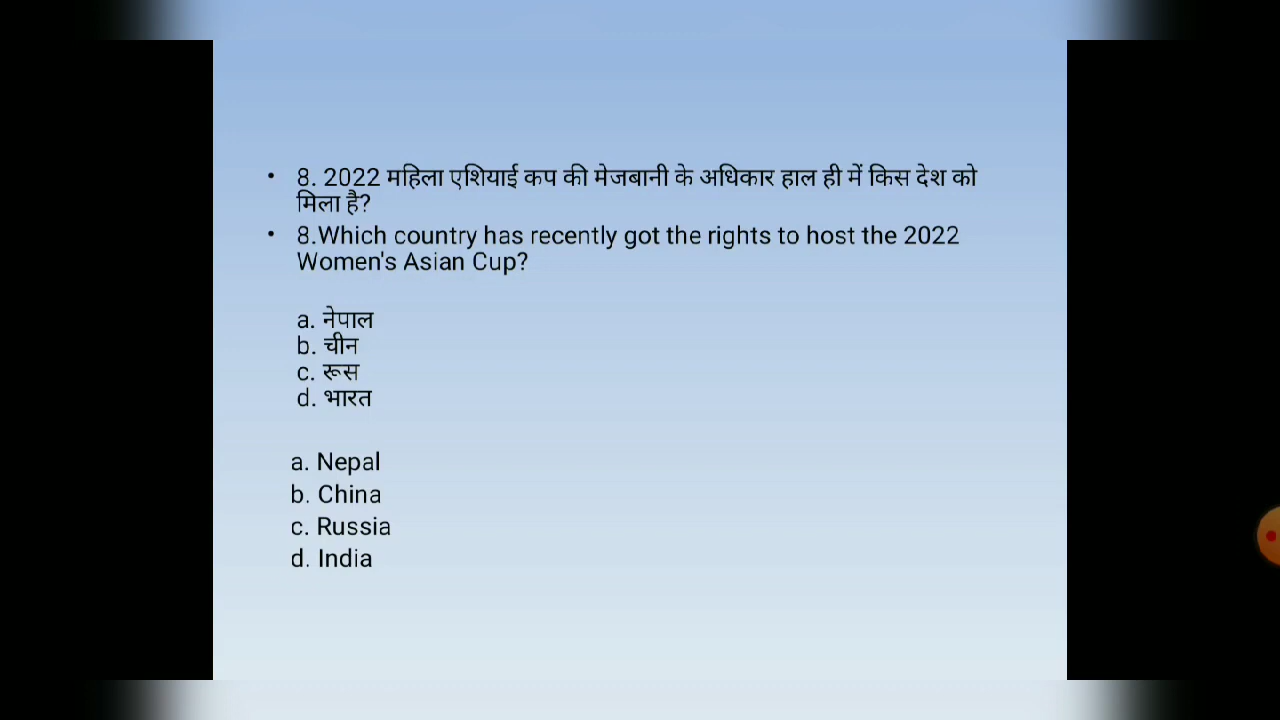 • 8. 2022 महिला एशियाई कप की मेजबानी के अधिकार हाल ही में किस देश को
मिला है?
• 8.Which country has recently got the rights to host the 2022
Women's Asian Cup?
a. नेपाल
b. चीन
c. रूस
d. भारत
a. Nepal
b. China
c. Russia
d. India